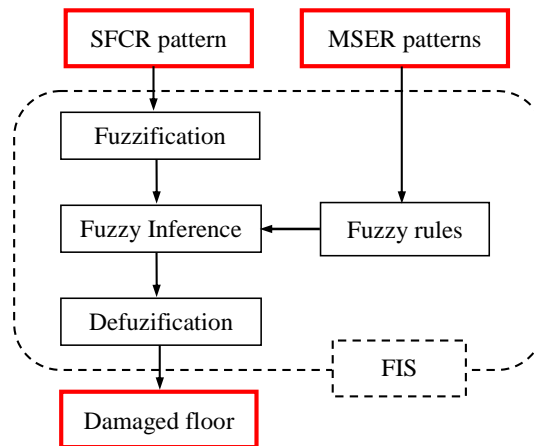 SFCR pattern
MSER patterns
Fuzzification
Fuzzy Inference
Fuzzy rules
Defuzification
FIS
Damaged floor